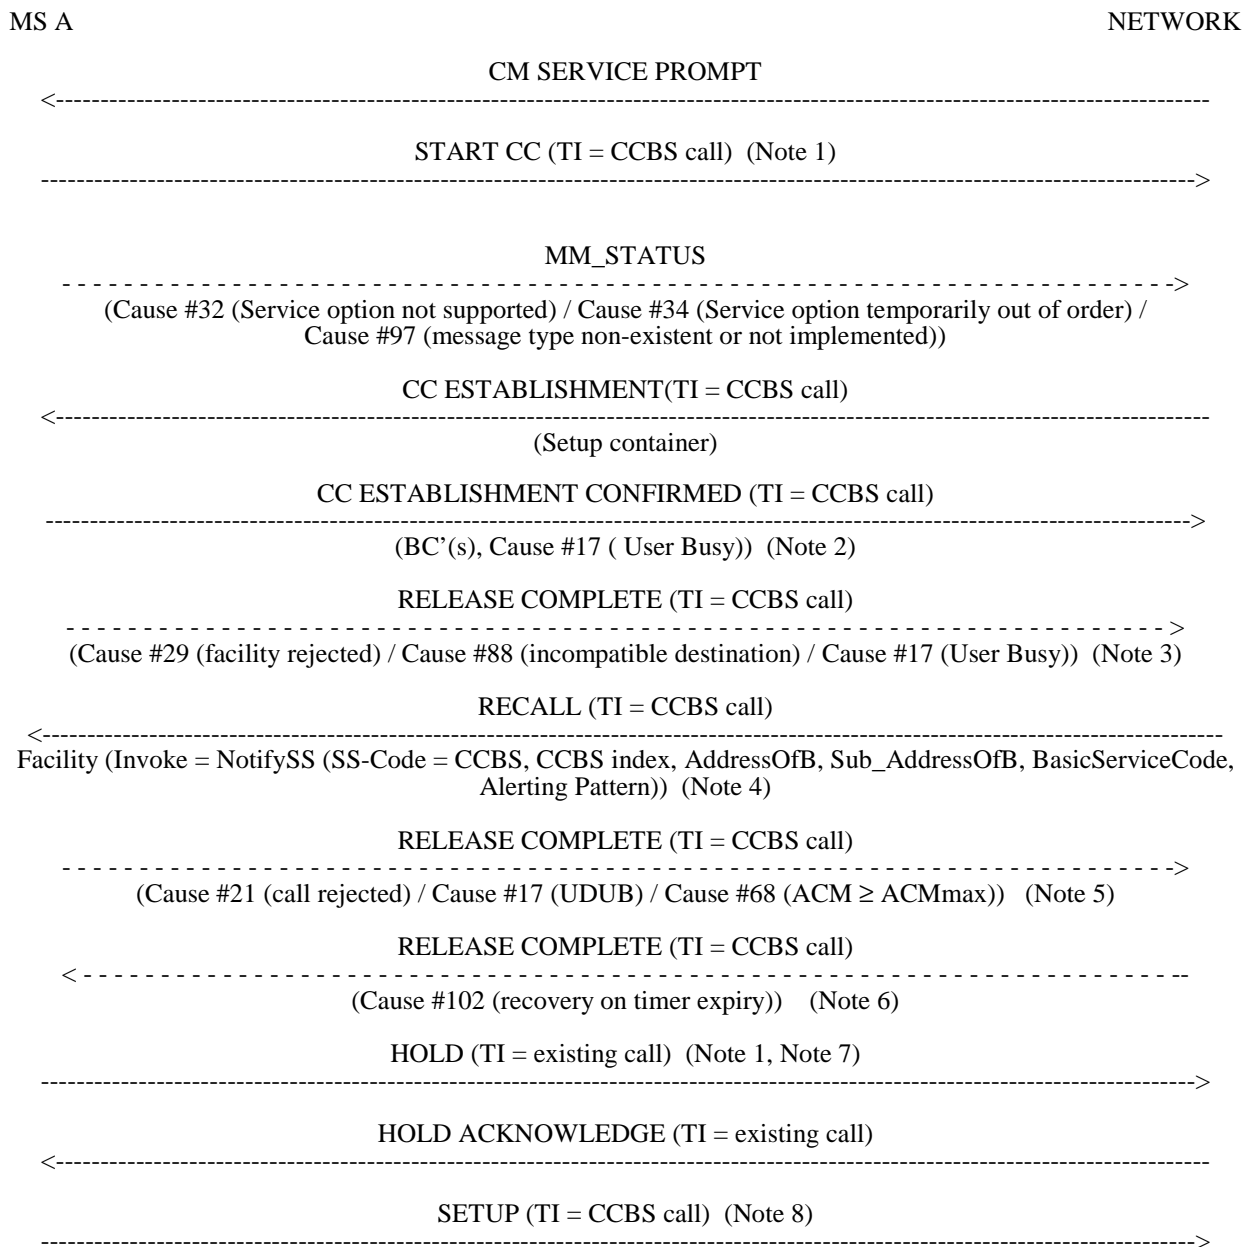 MS A NETWORK
CM SERVICE PROMPT
<----------------------------------------------------------------------------------------------------------------------------------
START CC (TI = CCBS call) (Note 1)
---------------------------------------------------------------------------------------------------------------------------------->
MM_STATUS
- - - - - - - - - - - - - - - - - - - - - - - - - - - - - - - - - - - - - - - - - - - - - - - - - - - - - - - - - - - - - - - - - - - - - - - - ->
(Cause #32 (Service option not supported) / Cause #34 (Service option temporarily out of order) /
Cause #97 (message type non-existent or not implemented))
CC ESTABLISHMENT(TI = CCBS call)
<----------------------------------------------------------------------------------------------------------------------------------
(Setup container)
CC ESTABLISHMENT CONFIRMED (TI = CCBS call)
--------------------------------------------------------------------------------------------------------------------------------->
(BC’(s), Cause #17 ( User Busy)) (Note 2)
RELEASE COMPLETE (TI = CCBS call)
- - - - - - - - - - - - - - - - - - - - - - - - - - - - - - - - - - - - - - - - - - - - - - - - - - - - - - - - - - - - - - - - - - - - - - - >
(Cause #29 (facility rejected) / Cause #88 (incompatible destination) / Cause #17 (User Busy)) (Note 3)
RECALL (TI = CCBS call)
<-------------------------------------------------------------------------------------------------------------------------------------
Facility (Invoke = NotifySS (SS-Code = CCBS, CCBS index, AddressOfB, Sub_AddressOfB, BasicServiceCode,
Alerting Pattern)) (Note 4)
RELEASE COMPLETE (TI = CCBS call)
- - - - - - - - - - - - - - - - - - - - - - - - - - - - - - - - - - - - - - - - - - - - - - - - - - - - - - - - - - - - - - - - - - - - - - - - ->
(Cause #21 (call rejected) / Cause #17 (UDUB) / Cause #68 (ACM ≥ ACMmax)) (Note 5)
RELEASE COMPLETE (TI = CCBS call)
< - - - - - - - - - - - - - - - - - - - - - - - - - - - - - - - - - - - - - - - - - - - - - - - - - - - - - - - - - - - - - - - - - - - - - - --
(Cause #102 (recovery on timer expiry)) (Note 6)
HOLD (TI = existing call) (Note 1, Note 7)
---------------------------------------------------------------------------------------------------------------------------------->
HOLD ACKNOWLEDGE (TI = existing call)
<----------------------------------------------------------------------------------------------------------------------------------
SETUP (TI = CCBS call) (Note 8)
---------------------------------------------------------------------------------------------------------------------------------->